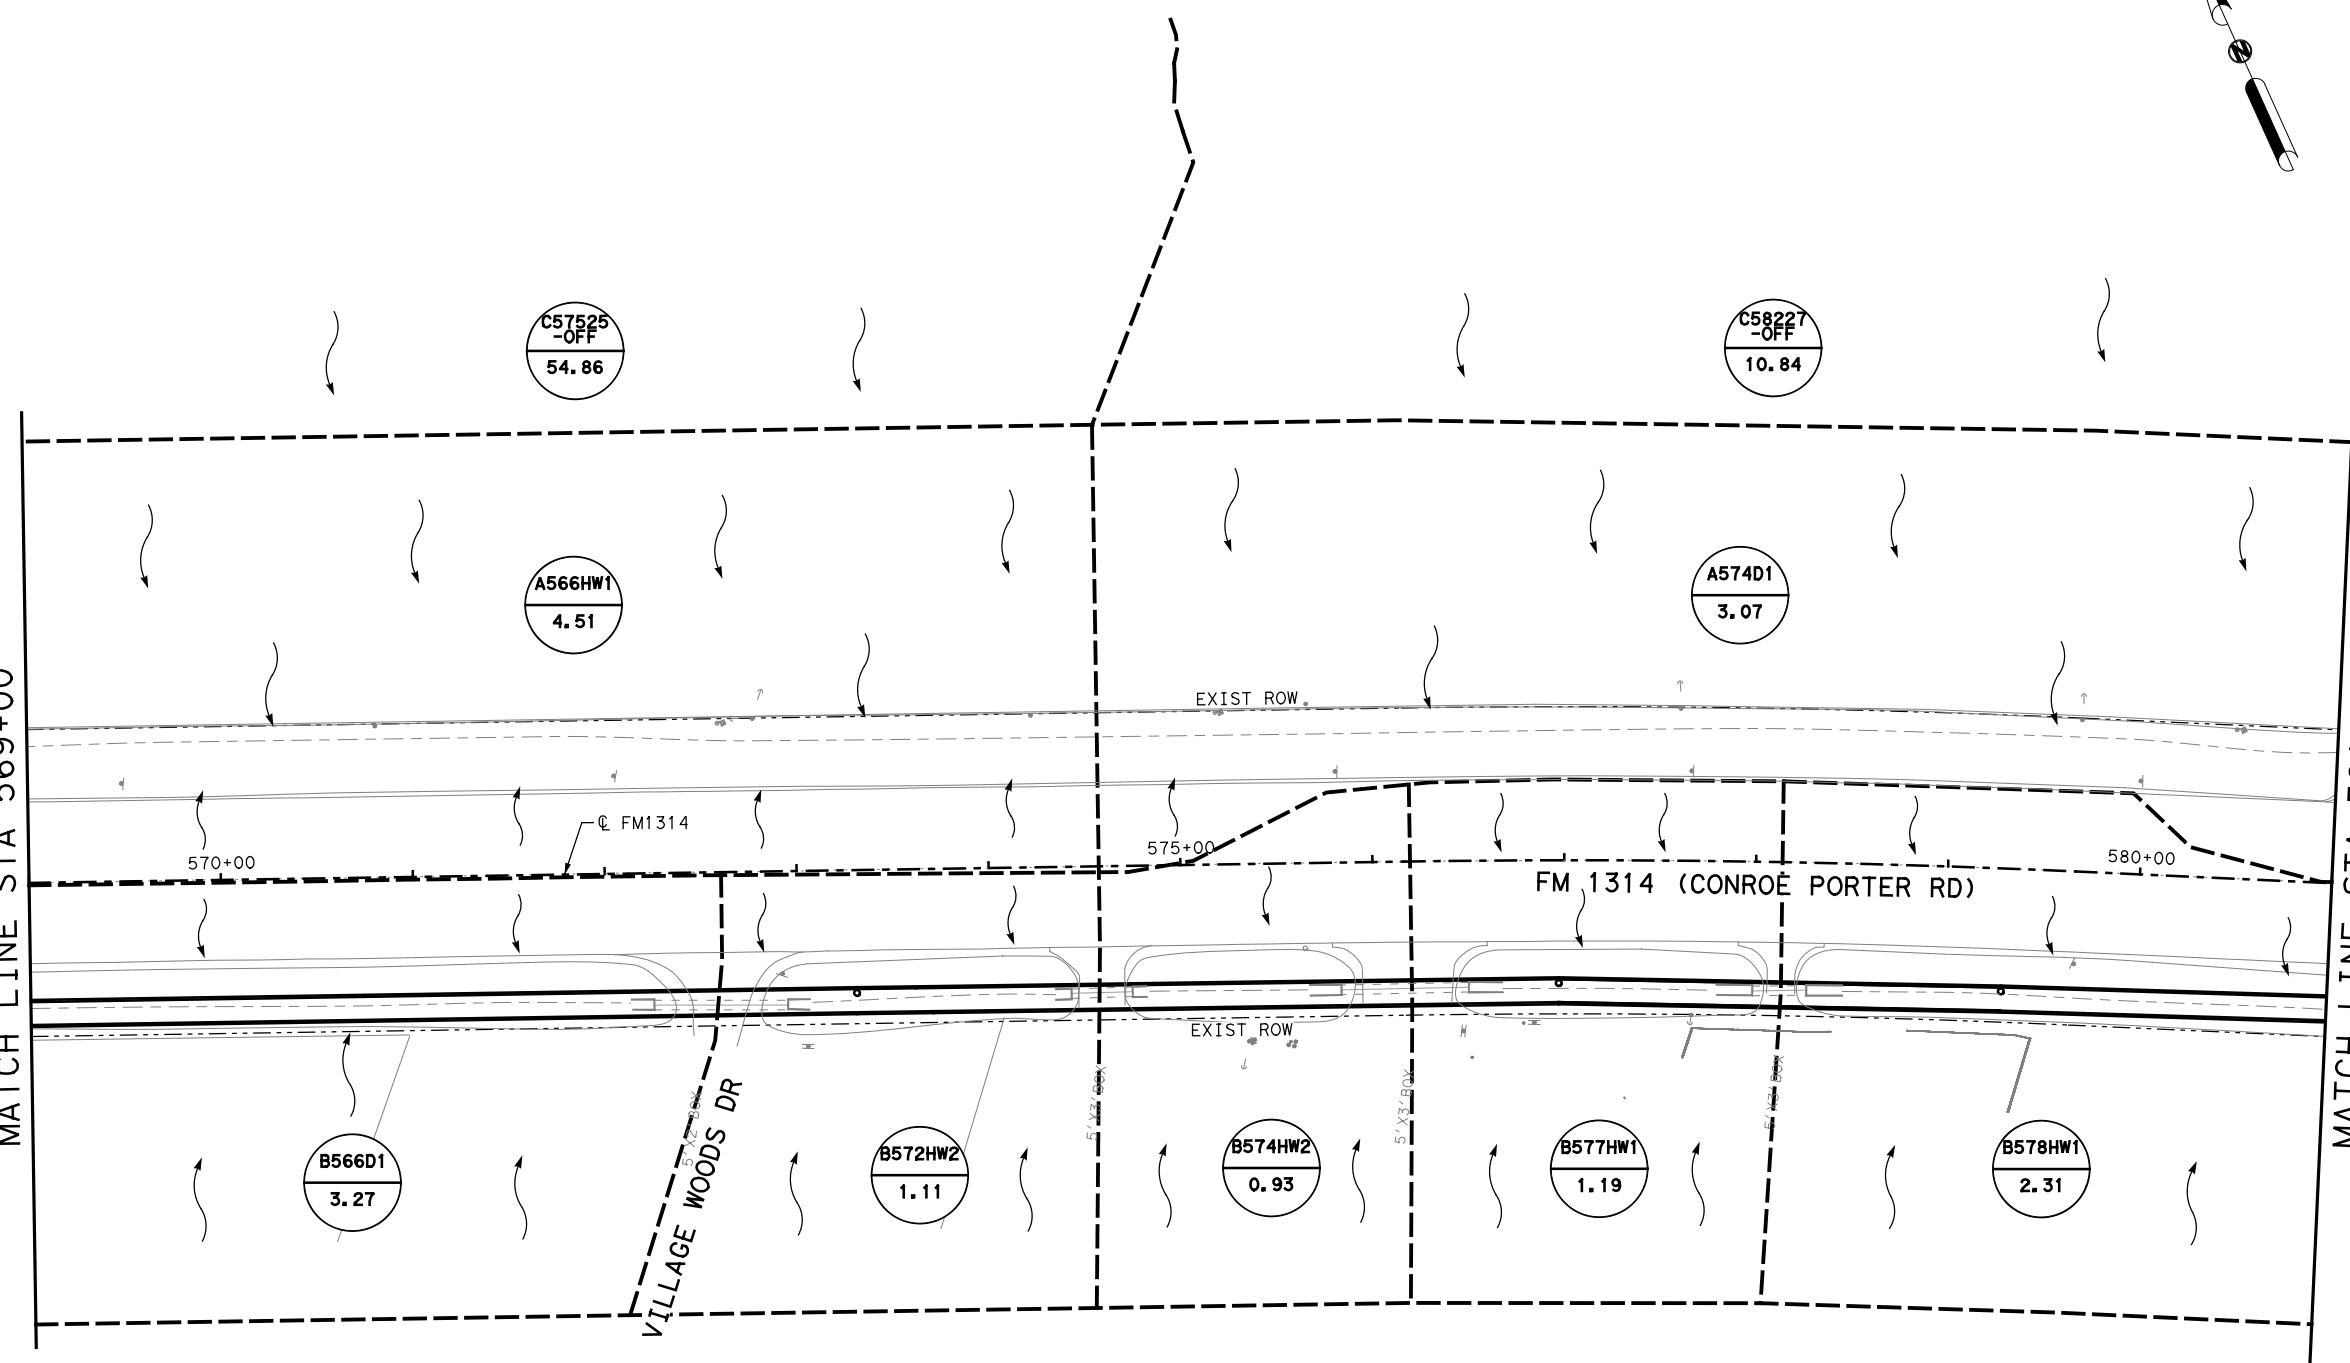 N
C57525
-OFF
54.86
C58227
-OFF
10.84
A566HW1
4.51
A574D1
3.07
EXIST ROW
℄ FM1314
570+00
575+00
580+00
FM 1314 (CONROE PORTER RD)
EXIST ROW
MATCH LINE STA 569+00
MATCH LINE
5'X2'BOX
VILLAGE WOODS DR
5'X3'BOX
5'X3'BOX
5'X3'BOX
B566D1
3.27
B572HW2
1.11
B574HW2
0.93
B577HW1
1.19
B578HW1
2.31